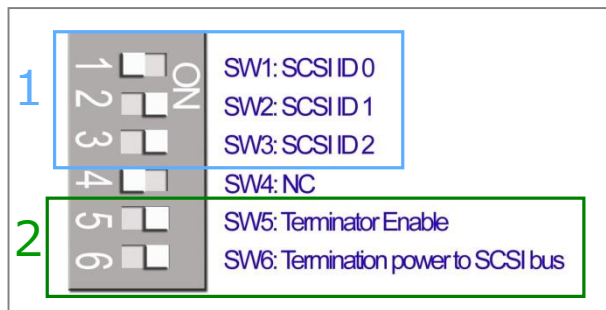 1
1 ON SW1: SCSI ID 0
2 SW2: SCSI ID 1
3 SW3: SCSI ID 2
4 SW4: NC
2
5 SW5: Terminator Enable
6 SW6: Termination power to SCSI bus